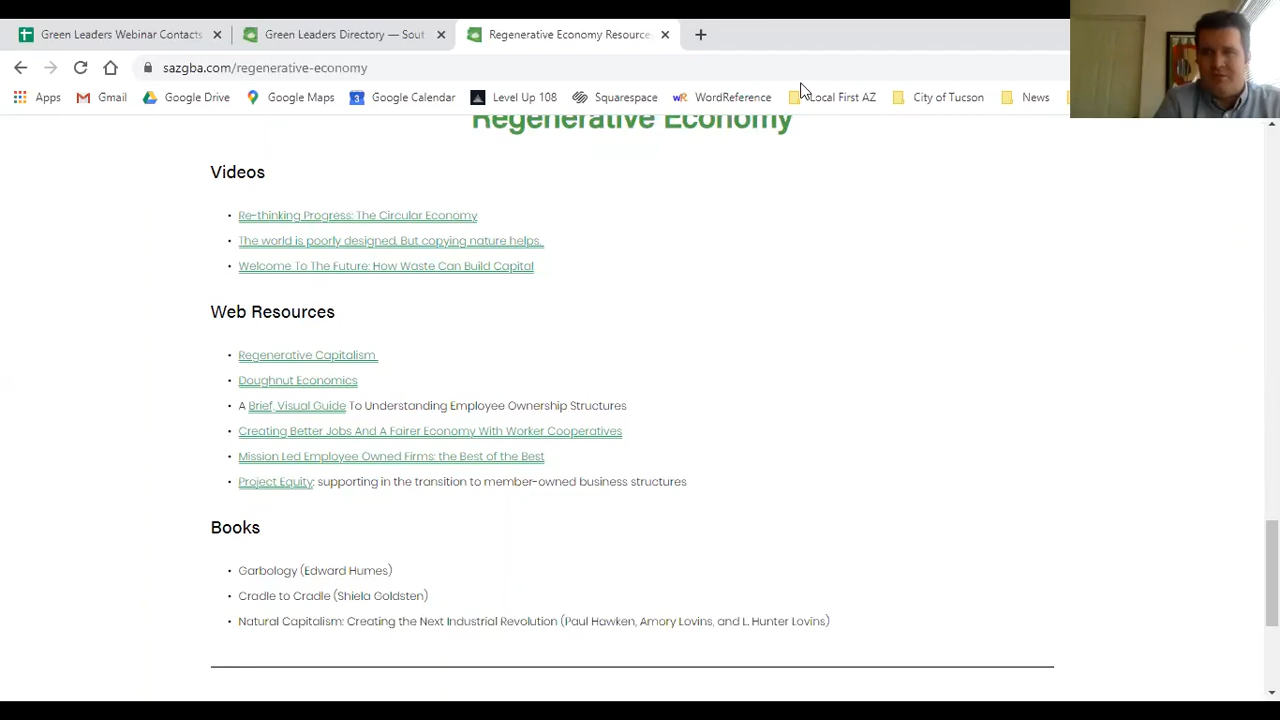 Green Leaders Webinar Contacts
Green Leaders Directory — Sout
Regenerative Economy Resource
sazgba.com/regenerative-economy
Apps
Gmail
Google Drive
Google Maps
3
Google Calendar
Level Up 108
Squarespace
WR WordReference
Local First AZ
City of Tucson
News
Regenerative Economy
Videos
• Re-thinking Progress: The Circular Economy
• The world is poorly designed. But copying nature helps.
• Welcome To The Future: How Waste Can Build Capital
Web Resources
• Regenerative Capitalism
• Doughnut Economics
• A Brief, Visual Guide To Understanding Employee Ownership Structures
• Creating Better Jobs And A Fairer Economy With Worker Cooperatives
• Mission Led Employee Owned Firms: the Best of the Best
• Project Equity: supporting in the transition to member-owned business structures
Books
• Garbology (Edward Humes)
• Cradle to Cradle (Shiela Goldsten)
• Natural Capitalism: Creating the Next Industrial Revolution (Paul Hawken, Amory Lovins, and L. Hunter Lovins)